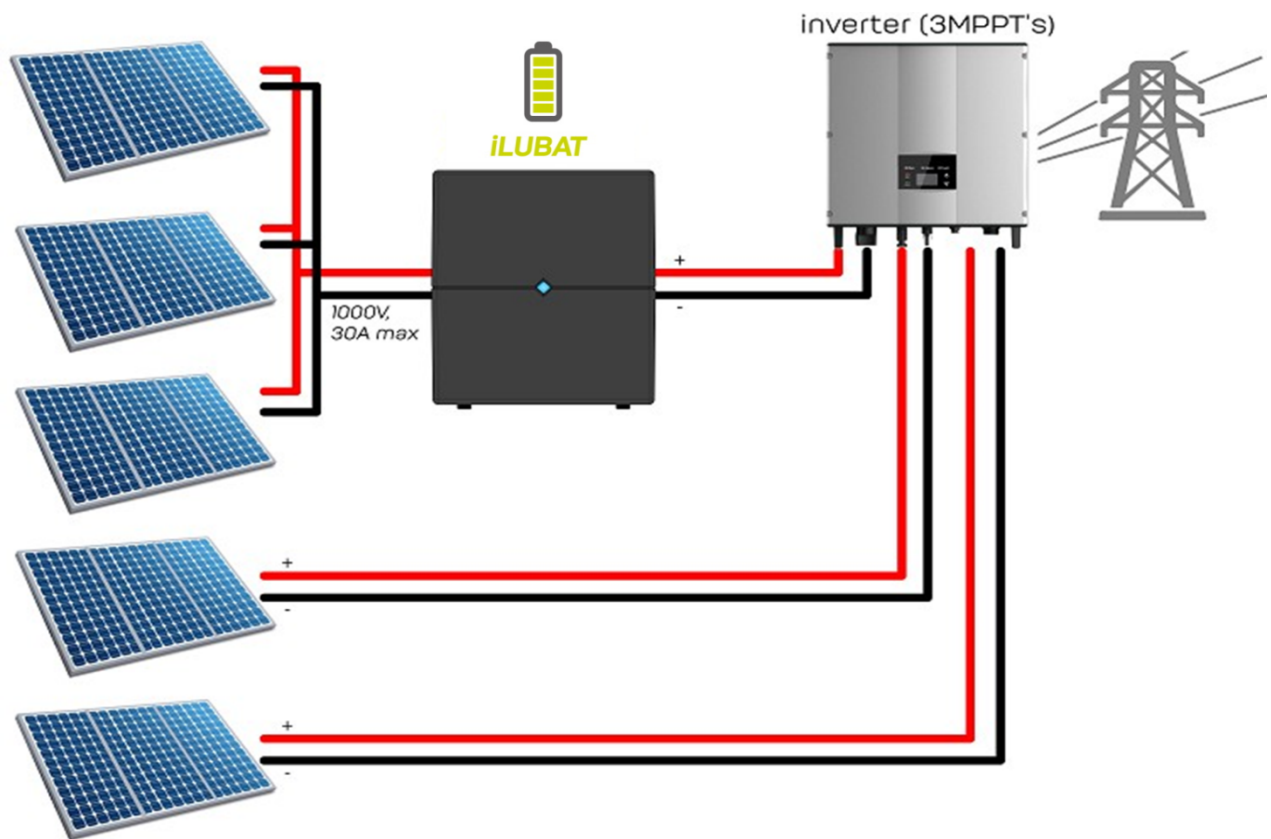 inverter (3MPPT's)
iLUBAT
+
-
1000V,
30A max
+
-
+
-